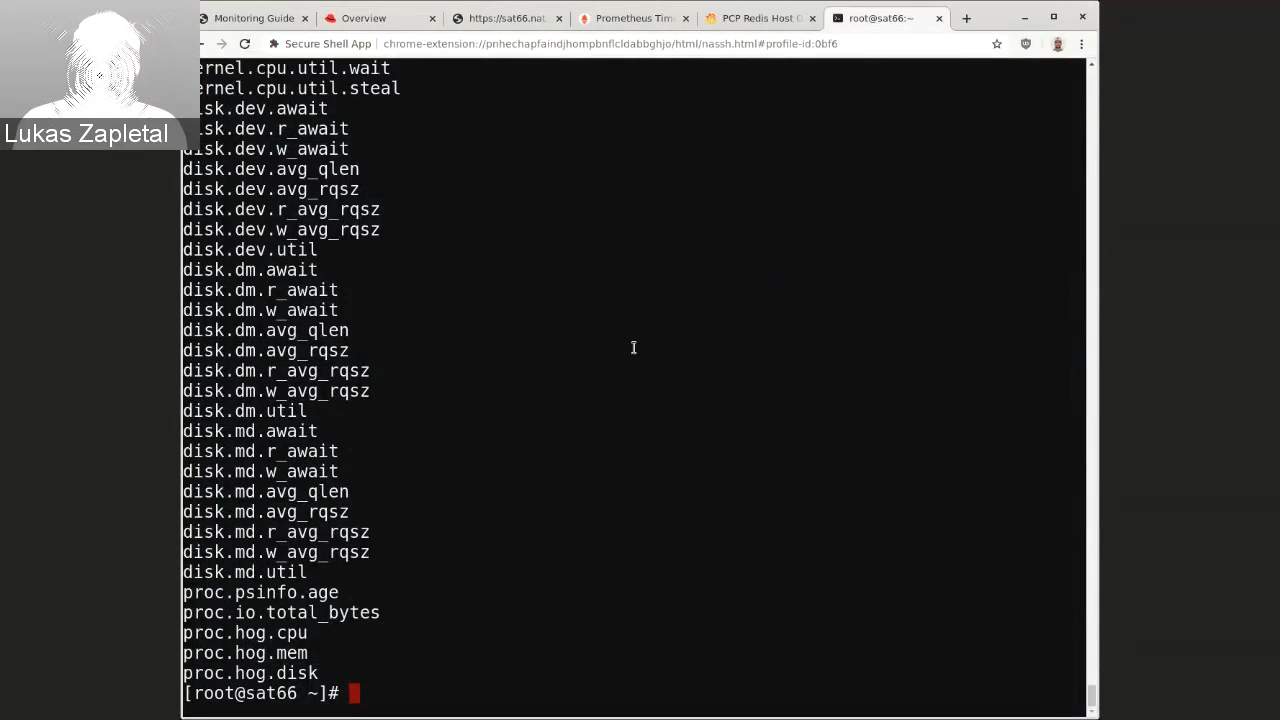 Monitoring Guide
Overview
https://sat66.nat
Prometheus Tim
PCP Redis Host O
root@sat66:~
Secure Shell App
chrome-extension://pnhechapfaindjhompbnflcldabbghjo/html/nassh.html#profile-id:0bf6
Lukas Zapletal
ernel.cpu.util.wait
ernel.cpu.util.steal
isk.dev.await
isk.dev.r_await
disk.dev.w_await
disk.dev.avg_qlen
disk.dev.avg_rqsz
disk.dev.r_avg_rqsz
disk.dev.w_avg_rqsz
disk.dev.util
disk.dm.await
disk.dm.r_await
disk.dm.w_await
disk.dm.avg_qlen
disk.dm.avg_rqsz
disk.dm.r_avg_rqsz
disk.dm.w_avg_rqsz
disk.dm.util
disk.md.await
disk.md.r_await
disk.md.w_await
disk.md.avg_qlen
disk.md.avg_rqsz
disk.md.r_avg_rqsz
disk.md.w_avg_rqsz
disk.md.util
proc.psinfo.age
proc.io.total_bytes
proc.hog.cpu
proc.hog.mem
proc.hog.disk
[root@sat66 ~]#